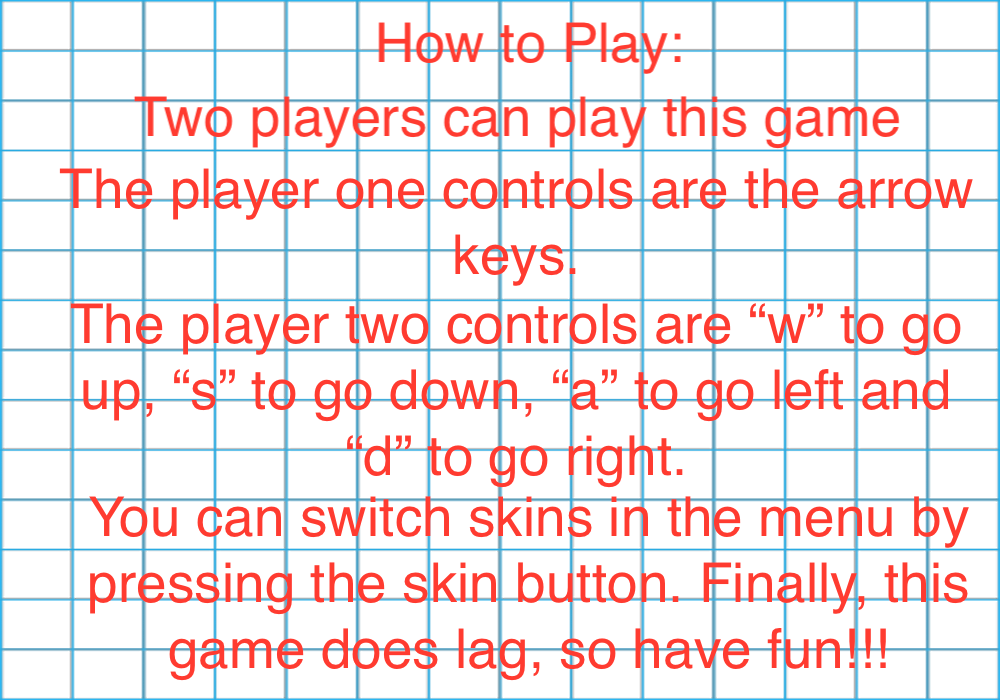 How to Play:
Two players can play this game
The player one controls are the arrow
keys.
The player two controls are “w” to go
up, “s” to go down, “a” to go left and
“d” to go right.
You can switch skins in the menu by
pressing the skin button. Finally, this
game does lag, so have fun!!!